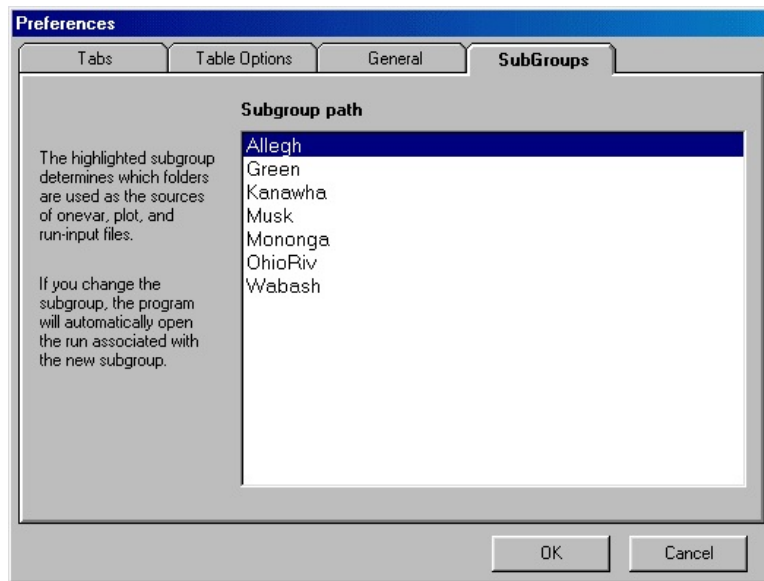 Preferences
Tabs
Table Options
General
SubGroups
Subgroup path
The highlighted subgroup
determines which folders
are used as the sources
of onevar, plot, and
run-input files.
If you change the
subgroup, the program
will automatically open
the run associated with
the new subgroup.
Allegh
Green
Kanawha
Musk
Mononga
OhioRiv
Wabash
OK
Cancel